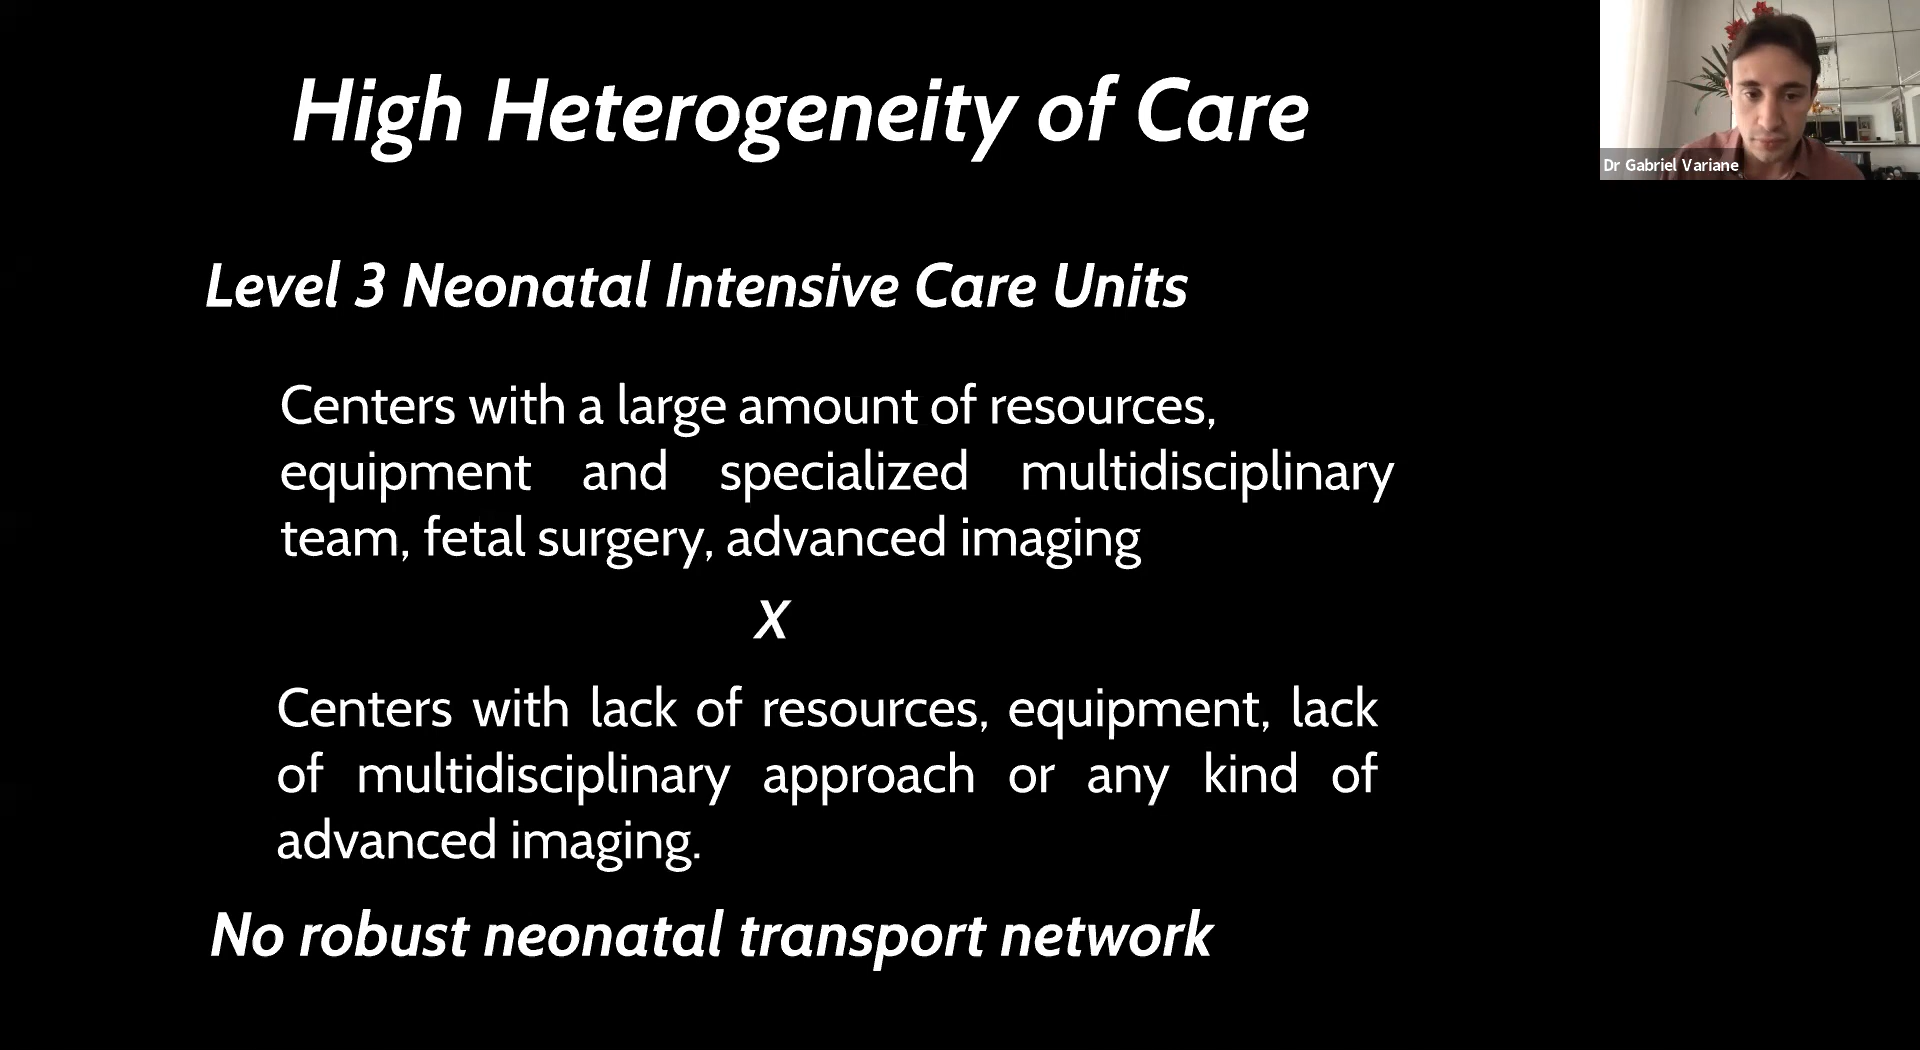 High Heterogeneity of Care
Dr Gabriel Variane
Level 3 Neonatal Intensive Care Units
Centers with a large amount of resources,
equipment and specialized multidisciplinary
team, fetal surgery, advanced imaging
X
Centers with lack of resources, equipment, lack
of multidisciplinary approach or any kind of
advanced imaging.
No robust neonatal transport network